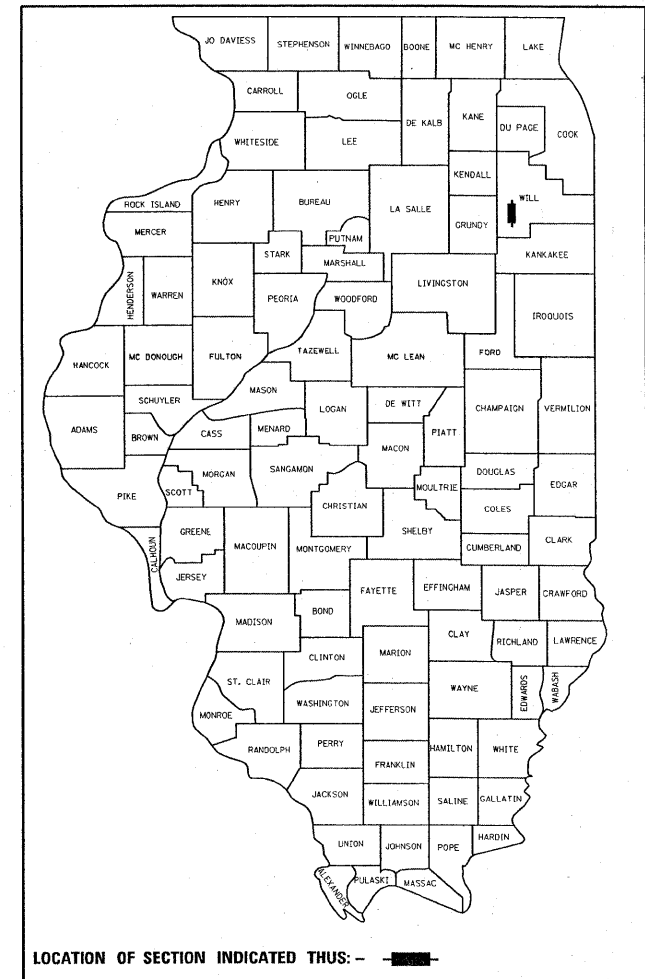 JO DAVIESS STEPHENSON WINNEBAGO BOONE MC HENRY LAKE
CARROLL OGLE DE KALB KANE DU PAGE COOK
WHITESIDE LEE KENDALL WILL
ROCK ISLAND HENRY BUREAU LA SALLE GRUNDY
MERCER PUTNAM KANKAKEE
HENDERSON WARREN KNOX STARK MARSHALL LIVINGSTON
PEORIA WOODFORD IROQUOIS
HANCOCK MC DONOUGH FULTON TAZEWELL MC LEAN FORD
SCHUYLER MASON LOGAN DE WITT CHAMPAIGN VERMILION
ADAMS BROWN CASS MENARD MACON PIATT
MORGAN SANGAMON DOUGLAS EDGAR
PIKE SCOTT CHRISTIAN MOULTRIE COLES
CALHOUN GREENE MACOUPIN MONTGOMERY SHELBY CUMBERLAND CLARK
JERSEY FAYETTE EFFINGHAM JASPER CRAWFORD
MADISON BOND CLAY RICHLAND LAWRENCE
CLINTON MARION WAYNE EDWARDS WABASH
ST. CLAIR WASHINGTON JEFFERSON
MONROE RANDOLPH PERRY HAMILTON WHITE
FRANKLIN
JACKSON WILLIAMSON SALINE GALLATIN
UNION JOHNSON POPE HARDIN
ALEXANDER PULASKI MASSAC
LOCATION OF SECTION INDICATED THUS: -